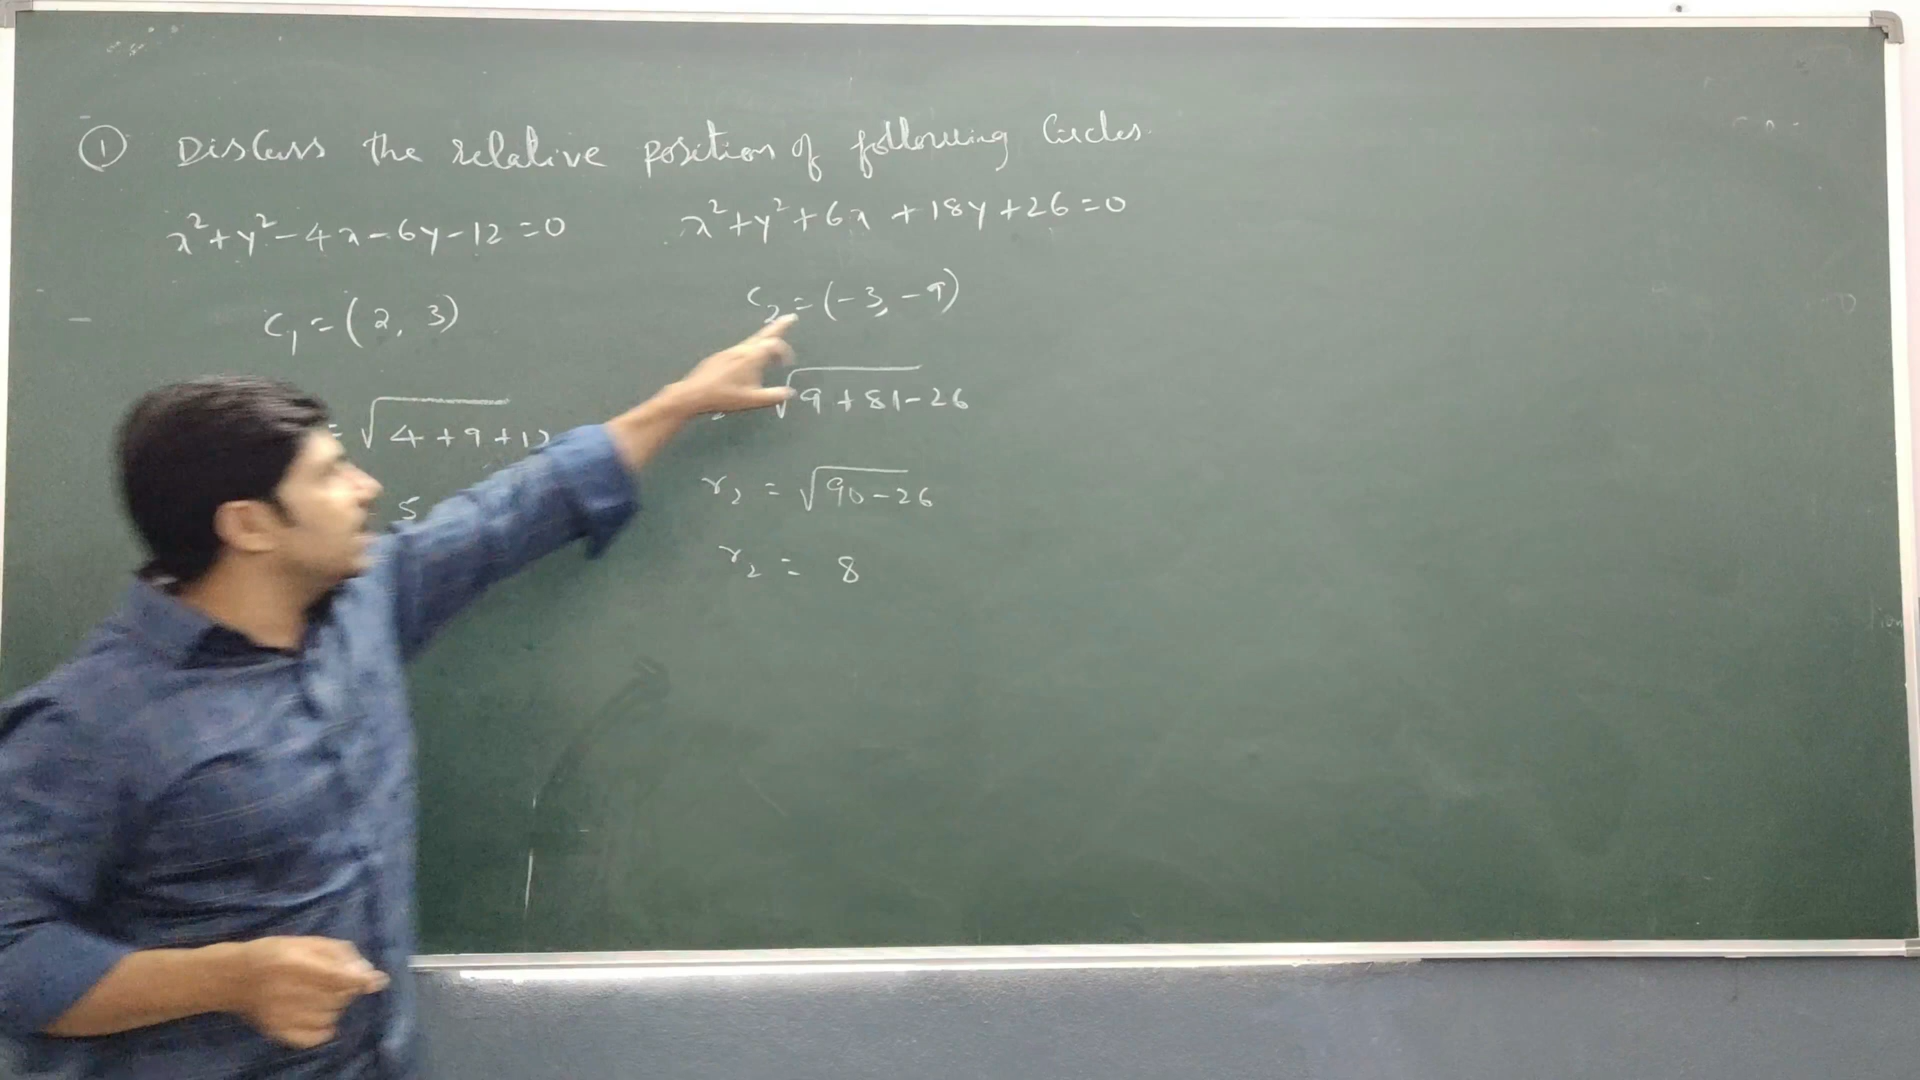 ① Discuss the relative position of following Circles.
x²+y²-4x-6y-12=0
x²+y²+6x+18y+26=0
C₁=(2, 3)
C₂=(-3, -9)
= √4+9+12
√9+81-26
= 5
r₂ = √90-26
r₂ = 8